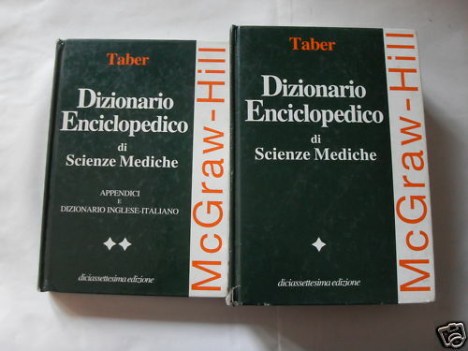 Taber
Dizionario
Enciclopedico
di
Scienze Mediche
APPENDICI
E
DIZIONARIO INGLESE-ITALIANO
diciassettesima edizione
McGraw-Hill
Taber
Dizionario
Enciclopedico
di
Scienze Mediche
diciassettesima edizione
McGraw-Hill